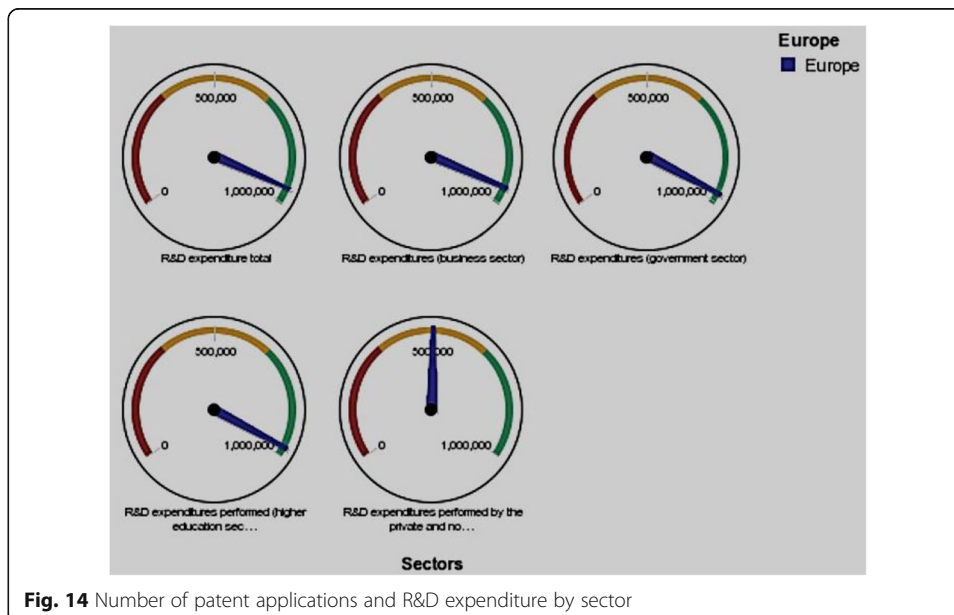 Europe
Europe
500,000
0
1,000,000
R&D expenditure total
500,000
0
1,000,000
R&D expenditures (business sector)
500,000
0
1,000,000
R&D expenditures (government sector)
500,000
0
1,000,000
R&D expenditures performed (higher
education sec...
500,000
0
1,000,000
R&D expenditures performed by the
private and no...
Sectors
Fig. 14 Number of patent applications and R&D expenditure by sector